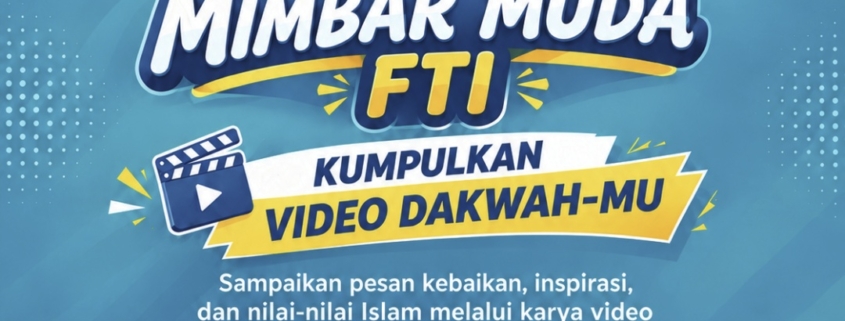 MIMBAR MUDA
FTI
KUMPULKAN
VIDEO DAKWAH-MU
Sampaikan pesan kebaikan, inspirasi,
dan nilai-nilai Islam melalui karya video